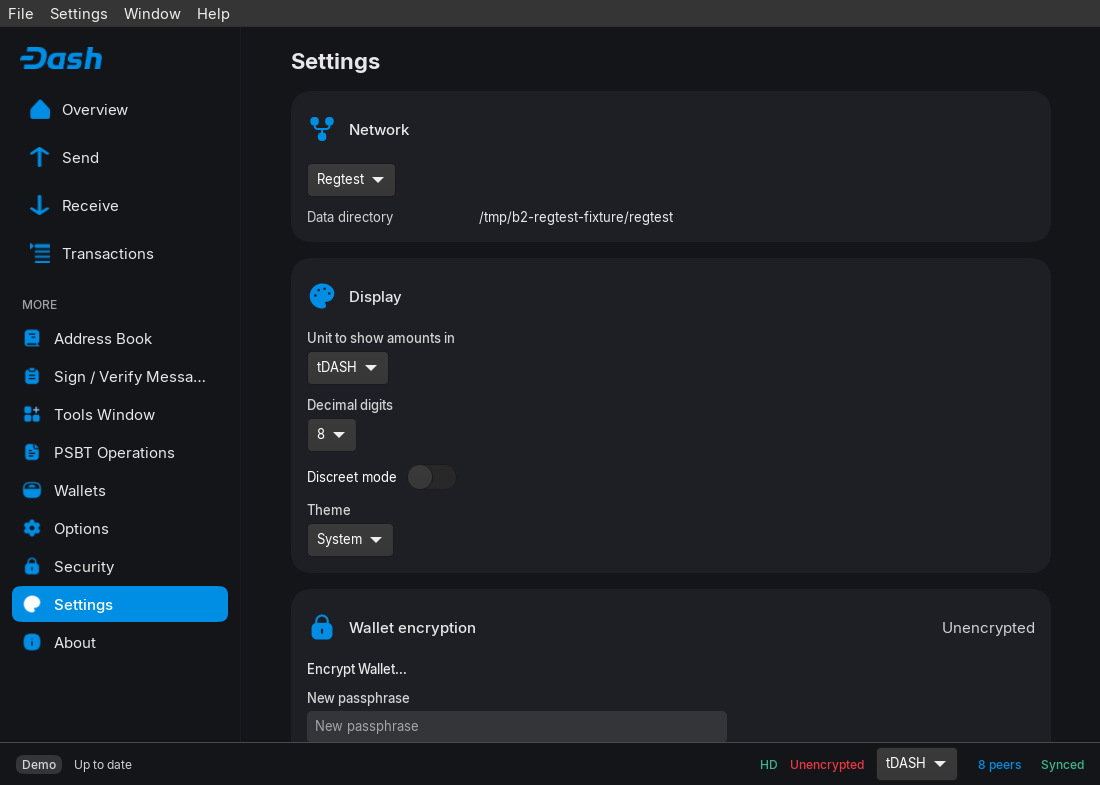 File Settings Window Help
Dash
Overview
Send
Receive
Transactions
MORE
Address Book
Sign / Verify Messa...
Tools Window
PSBT Operations
Wallets
Options
Security
Settings
About
Settings
Network
Regtest
Data directory /tmp/b2-regtest-fixture/regtest
Display
Unit to show amounts in
tDASH
Decimal digits
8
Discreet mode
Theme
System
Wallet encryption Unencrypted
Encrypt Wallet...
New passphrase
New passphrase
Demo Up to date HD Unencrypted tDASH 8 peers Synced